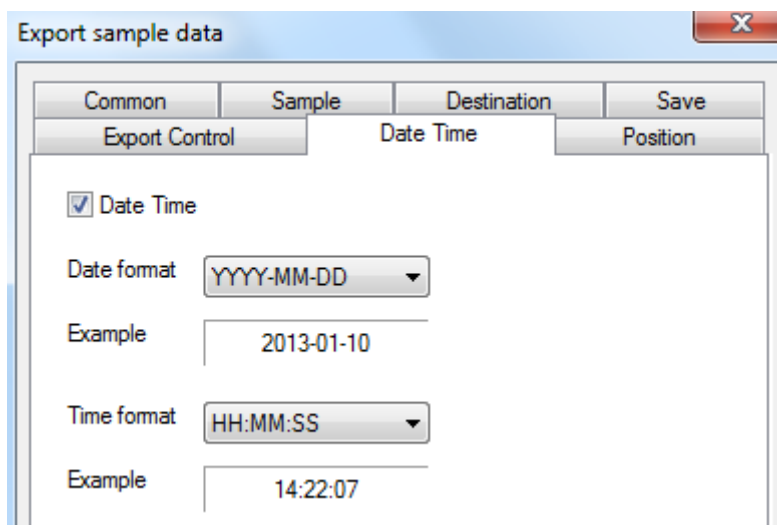 Export sample data
Common Sample Destination Save
Export Control Date Time Position
Date Time
Date format YYYY-MM-DD
Example 2013-01-10
Time format HH:MM:SS
Example 14:22:07